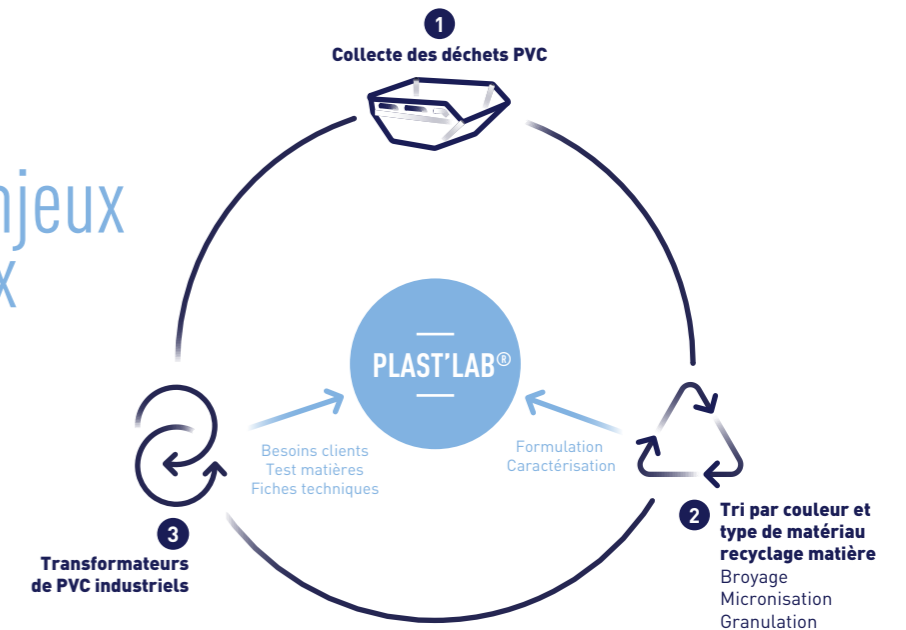 1
Collecte des déchets PVC
PLAST'LAB®
Besoins clients
Test matières
Fiches techniques
Formulation
Caractérisation
2
Tri par couleur et
type de matériau
recyclage matière
Broyage
Micronisation
Granulation
3
Transformateurs
de PVC industriels